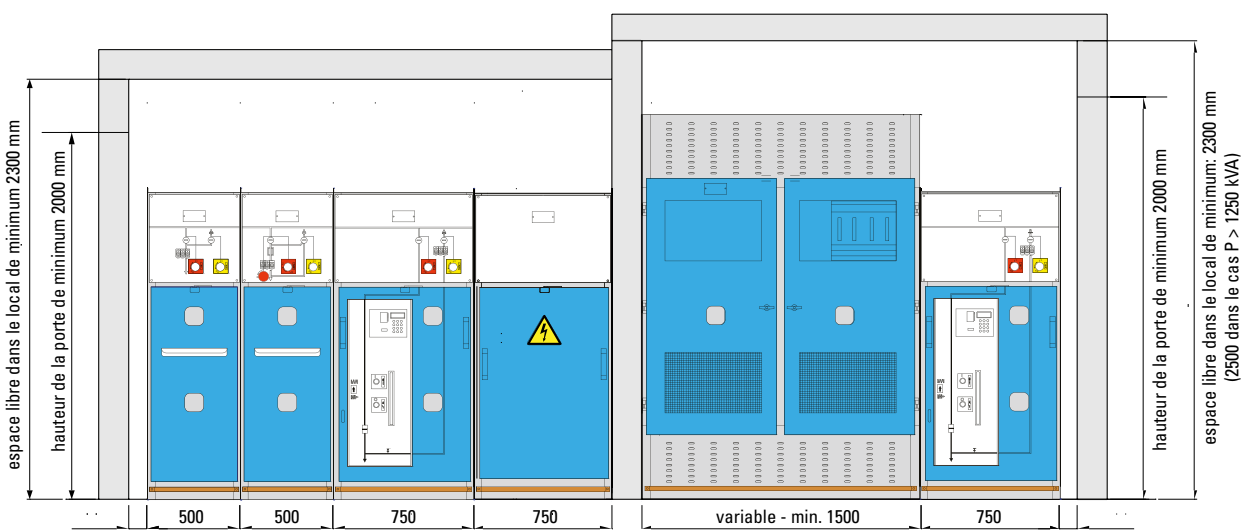 espace libre dans le local de minimum 2300 mm
hauteur de la porte de minimum 2000 mm
500
500
750
750
variable - min. 1500
750
hauteur de la porte de minimum 2000 mm
espace libre dans le local de minimum: 2300 mm
(2500 dans le cas P > 1250 kVA)